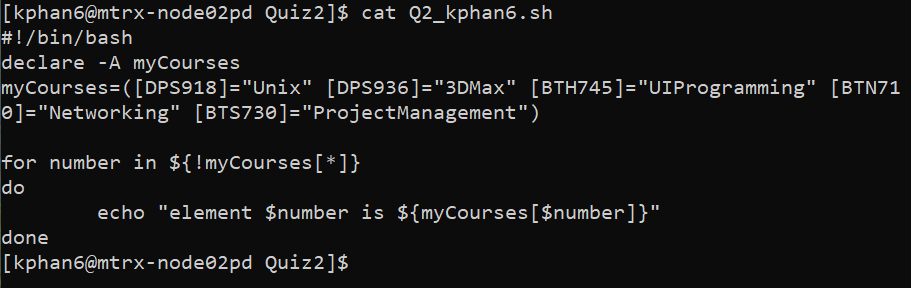 [kphan6@mtrx-node02pd Quiz2]$ cat Q2_kphan6.sh
#!/bin/bash
declare -A myCourses
myCourses=([DPS918]="Unix" [DPS936]="3DMax" [BTH745]="UIProgramming" [BTN71
0]="Networking" [BTS730]="ProjectManagement")

for number in ${!myCourses[*]}
do
        echo "element $number is ${myCourses[$number]}"
done
[kphan6@mtrx-node02pd Quiz2]$